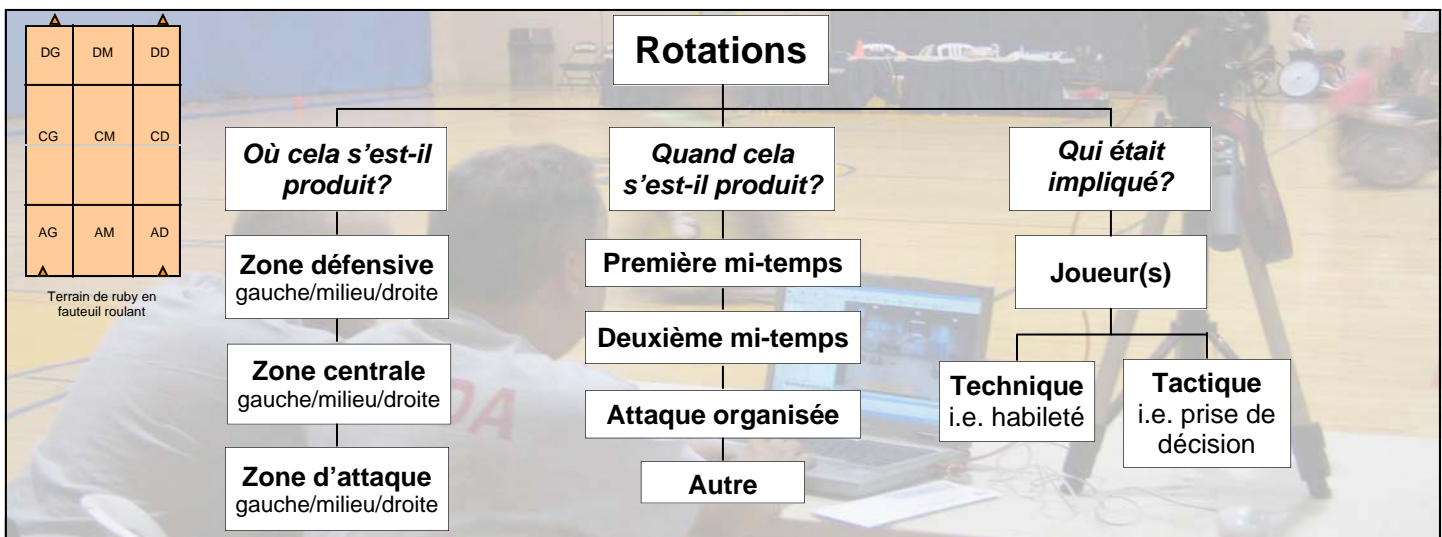 DG DM DD
CG CM CD
AG AM AD
Terrain de ruby en
fauteuil roulant
Rotations
Où cela s'est-il
produit?
Zone défensive
gauche/milieu/droite
Zone centrale
gauche/milieu/droite
Zone d'attaque
gauche/milieu/droite
Quand cela
s'est-il produit?
Première mi-temps
Deuxième mi-temps
Attaque organisée
Autre
Qui était
impliqué?
Joueur(s)
Technique
i.e. habileté
Tactique
i.e. prise de
décision
DA